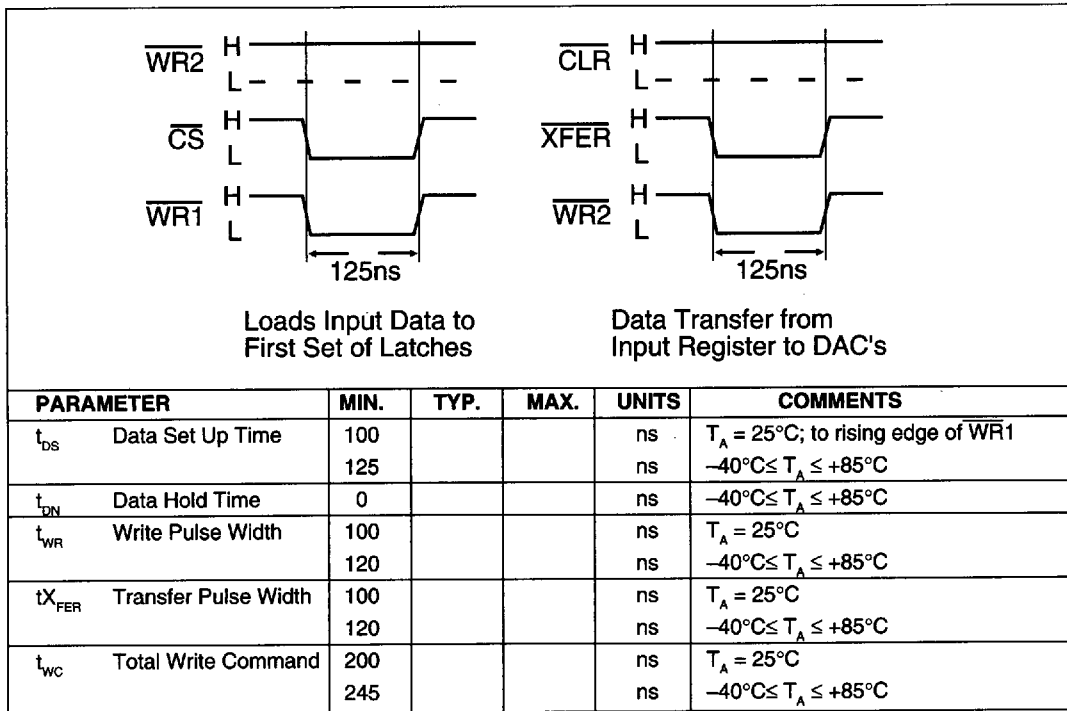 WR2 H
L
CS H
L
WR1 H
L
125ns
Loads Input Data to
First Set of Latches
CLR H
L
XFER H
L
WR2 H
L
125ns
Data Transfer from
Input Register to DAC's
PARAMETER MIN. TYP. MAX. UNITS COMMENTS
tDS Data Set Up Time 100 ns TA = 25°C; to rising edge of WR1
125 ns –40°C≤ TA ≤ +85°C
tDN Data Hold Time 0 ns –40°C≤ TA ≤ +85°C
tWR Write Pulse Width 100 ns TA = 25°C
120 ns –40°C≤ TA ≤ +85°C
tXFER Transfer Pulse Width 100 ns TA = 25°C
120 ns –40°C≤ TA ≤ +85°C
tWC Total Write Command 200 ns TA = 25°C
245 ns –40°C≤ TA ≤ +85°C